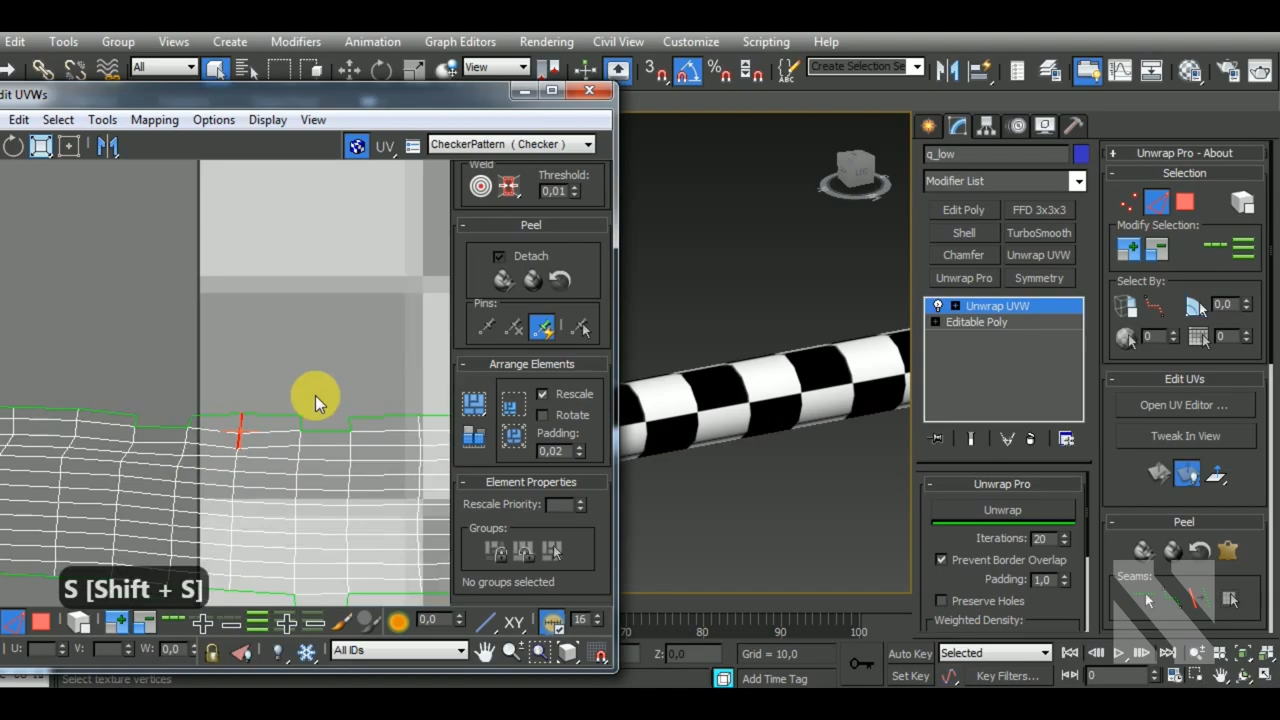 Edit Tools Group Views Create Modifiers Animation Graph Editors Rendering Civil View Customize Scripting Help
All View 3 % ABC Create Selection Se
dit UVWs
Edit Select Tools Mapping Options Display View
UV CheckerPattern ( Checker )
Weld
Threshold:
0,01
- Peel
Detach
Pins:
- Arrange Elements
Rescale
Rotate
Padding:
0,02
- Element Properties
Rescale Priority:
Groups:
No groups selected
S [Shift + S]
0,0 XY 16
U: V: W: 0,0 All IDs
Select texture vertices
70 80 90 100
Z: 0,0 Grid = 10,0
Add Time Tag
Auto Key Selected
Set Key Key Filters... 0
q_low
Modifier List
Edit Poly FFD 3x3x3
Shell TurboSmooth
Chamfer Unwrap UVW
Unwrap Pro Symmetry
Unwrap UVW
Editable Poly
- Unwrap Pro
Unwrap
Iterations: 20
Prevent Border Overlap
Padding: 1,0
Preserve Holes
Weighted Density:
+ Unwrap Pro - About
- Selection
Modify Selection:
Select By:
0,0
0 0
- Edit UVs
Open UV Editor ...
Tweak In View
- Peel
Seams: